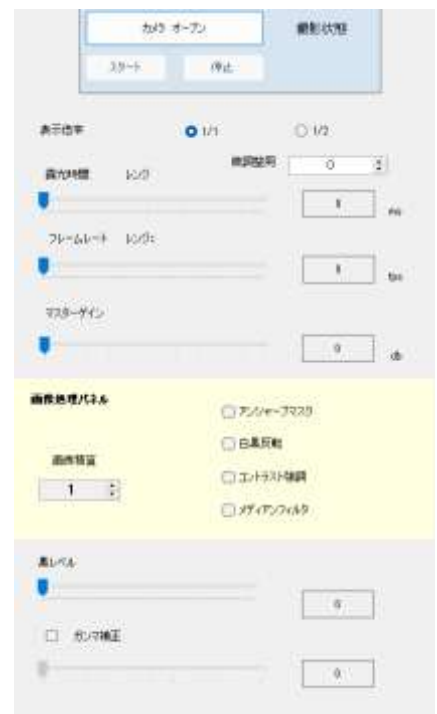 カメラ オープン 撮影状態
スタート 停止
表示倍率 1/1 1/2
微調整用 0
露光時間 レンジ
1 ms
フレームレート レンジ:
1 fps
マスターゲイン
0 db
画像処理パネル
アンシャープマスク
白黒反転
画像積算
コントラスト強調
1
メディアンフィルタ
黒レベル
0
ガンマ補正
0